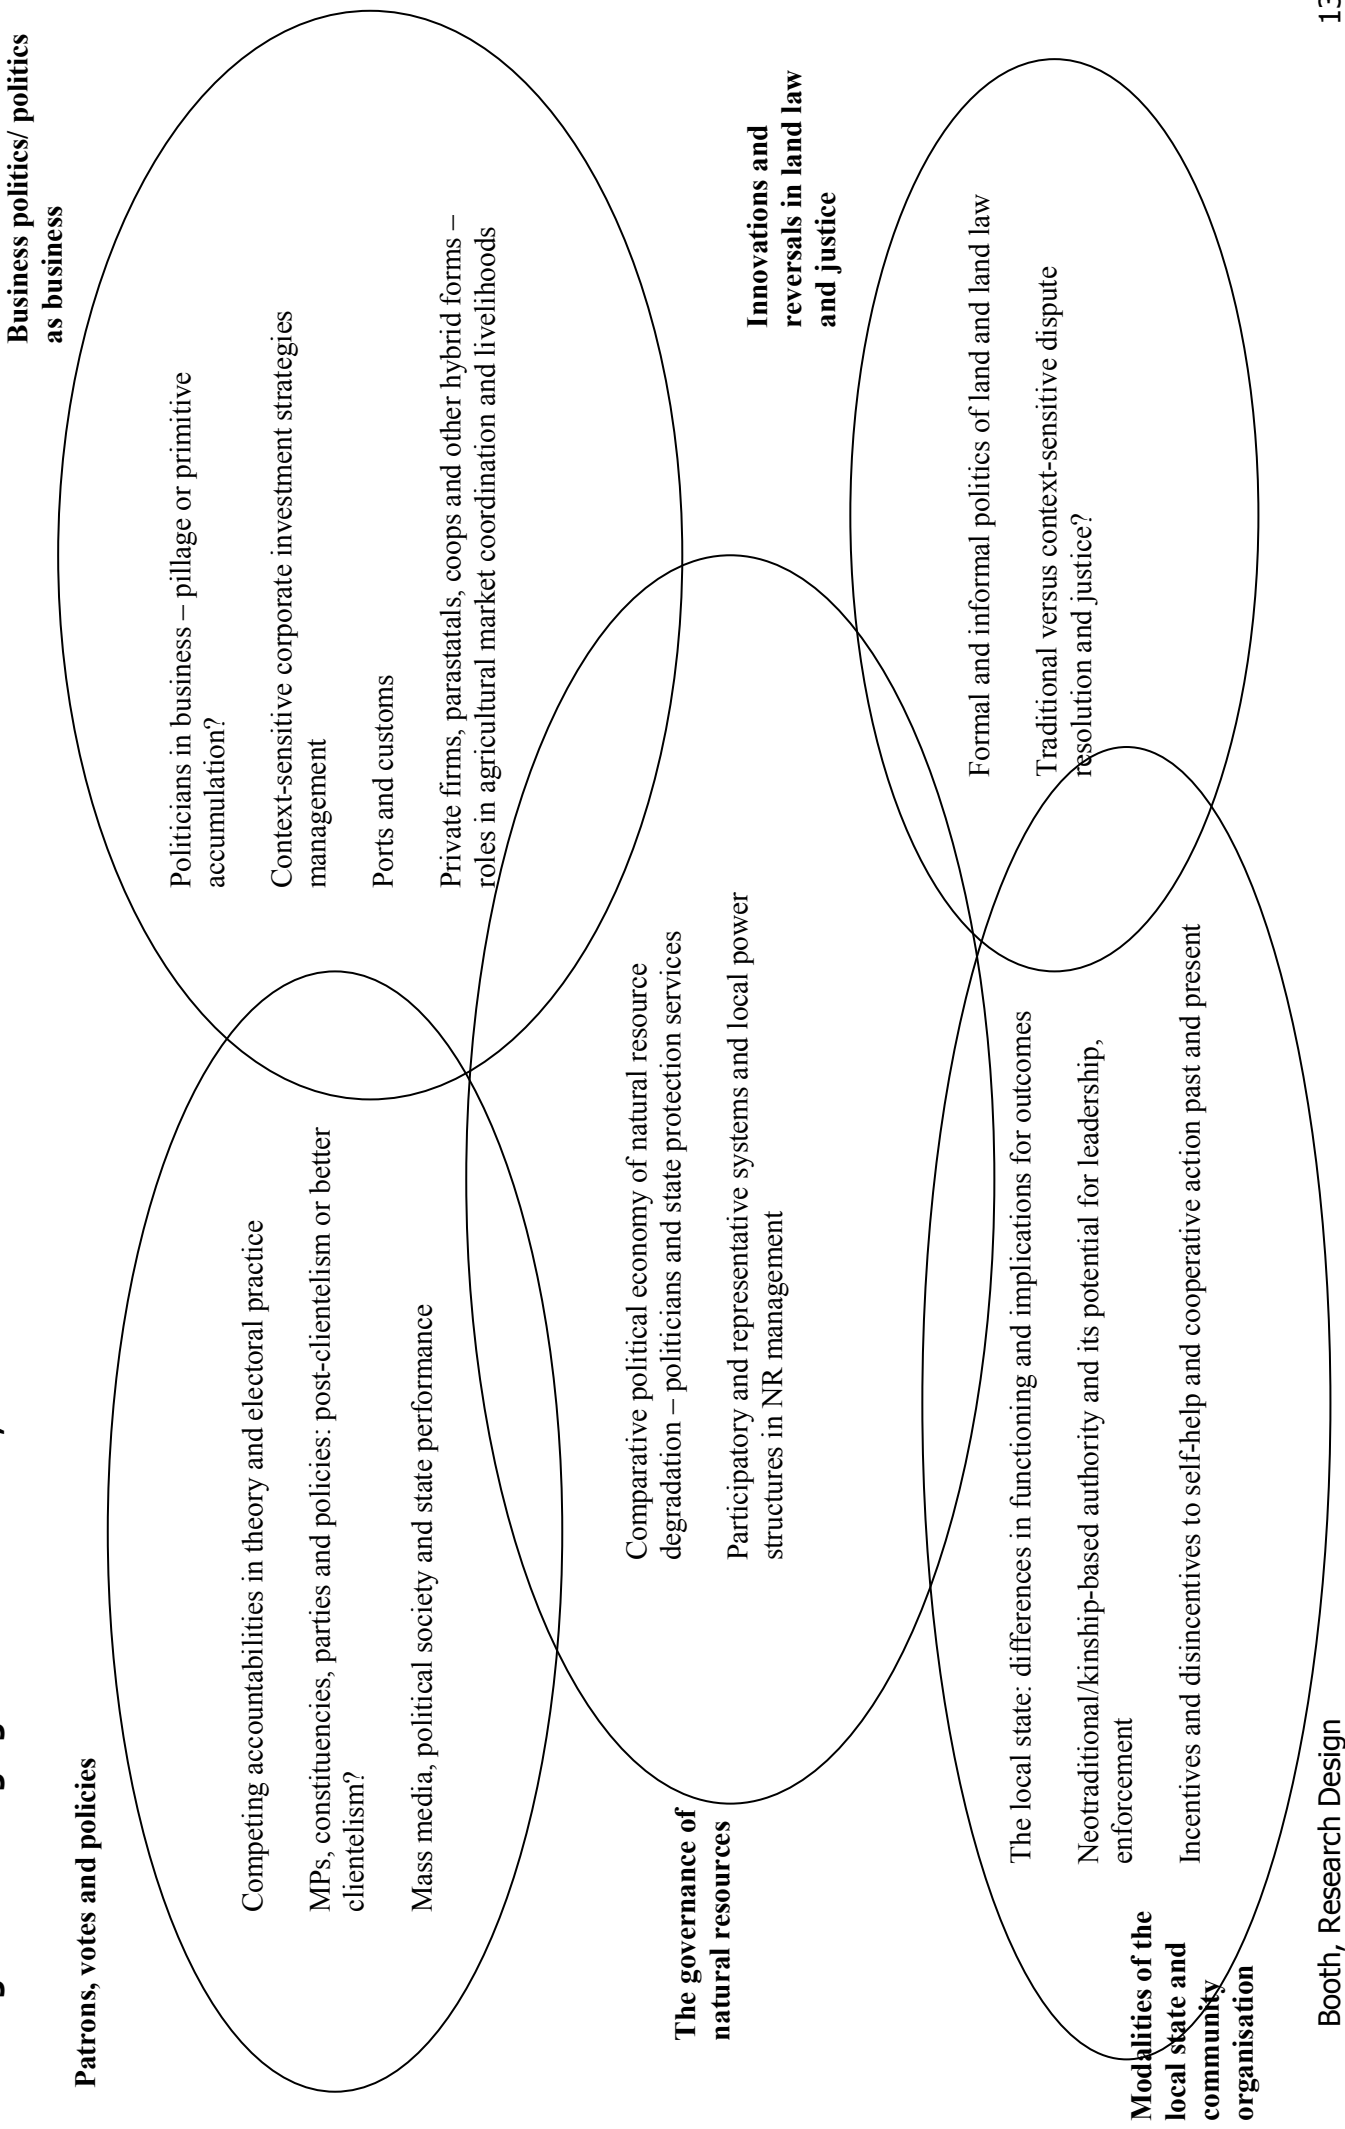 Patrons, votes and policies
Competing accountabilities in theory and electoral practice
MPs, constituencies, parties and policies: post-clientelism or better
clientelism?
Mass media, political society and state performance
Business politics/ politics
as business
Politicians in business – pillage or primitive
accumulation?
Context-sensitive corporate investment strategies
management
Ports and customs
Private firms, parastatals, coops and other hybrid forms –
roles in agricultural market coordination and livelihoods
The governance of
natural resources
Comparative political economy of natural resource
degradation – politicians and state protection services
Participatory and representative systems and local power
structures in NR management
Innovations and
reversals in land law
and justice
Formal and informal politics of land and land law
Traditional versus context-sensitive dispute
resolution and justice?
Modalities of the
local state and
community
organisation
The local state: differences in functioning and implications for outcomes
Neotraditional/kinship-based authority and its potential for leadership,
enforcement
Incentives and disincentives to self-help and cooperative action past and present
Booth, Research Design
13